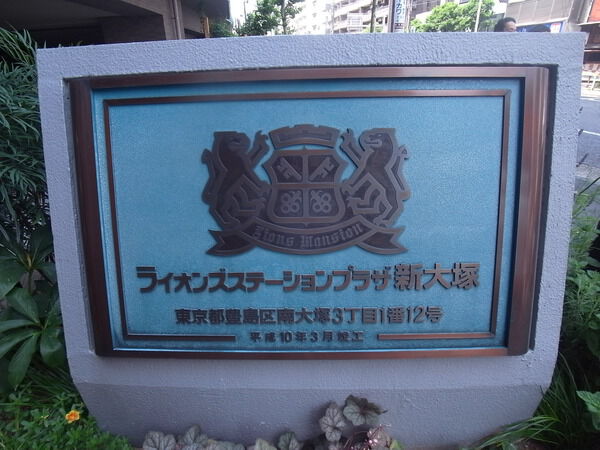 Lions Mansion
ライオンズステーションプラザ新大塚
東京都豊島区南大塚3丁目1番12号
平成10年3月竣工